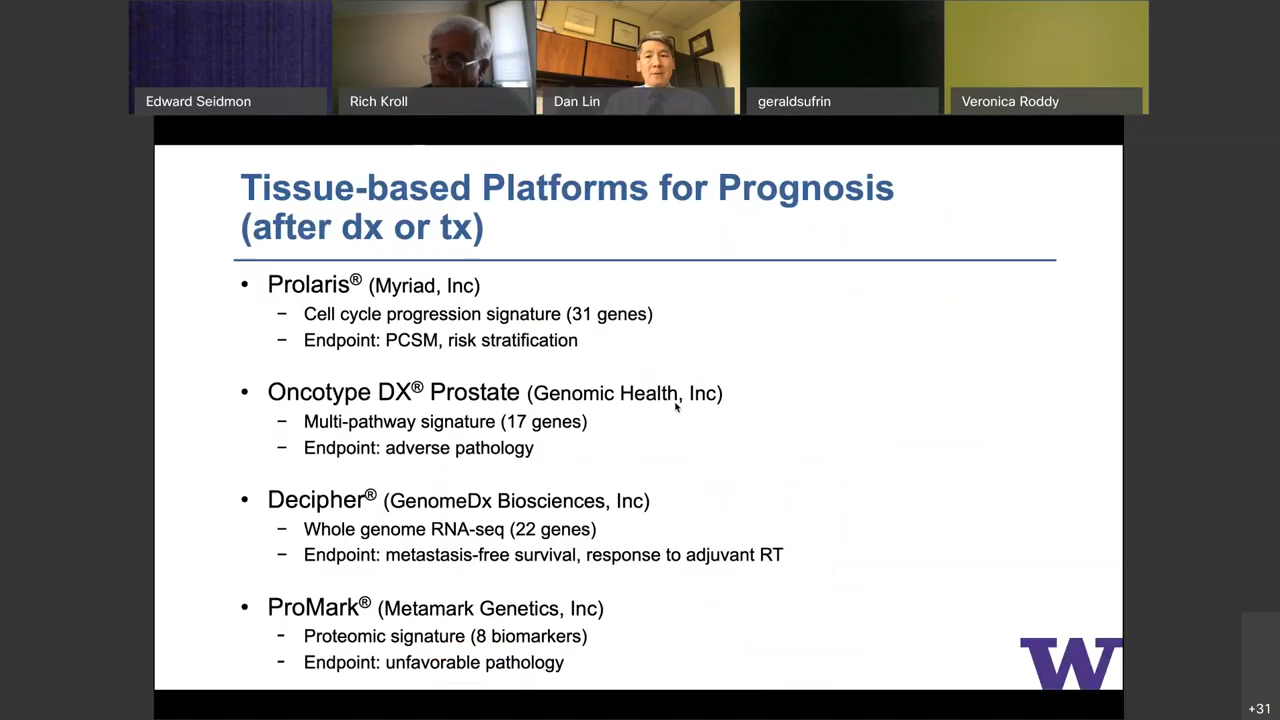 Edward Seidmon
Rich Kroll
Dan Lin
geraldsufrin
Veronica Roddy
Tissue-based Platforms for Prognosis
(after dx or tx)
• Prolaris® (Myriad, Inc)
− Cell cycle progression signature (31 genes)
− Endpoint: PCSM, risk stratification
• Oncotype DX® Prostate (Genomic Health, Inc)
− Multi-pathway signature (17 genes)
− Endpoint: adverse pathology
• Decipher® (GenomeDx Biosciences, Inc)
− Whole genome RNA-seq (22 genes)
− Endpoint: metastasis-free survival, response to adjuvant RT
• ProMark® (Metamark Genetics, Inc)
- Proteomic signature (8 biomarkers)
- Endpoint: unfavorable pathology
W
+31